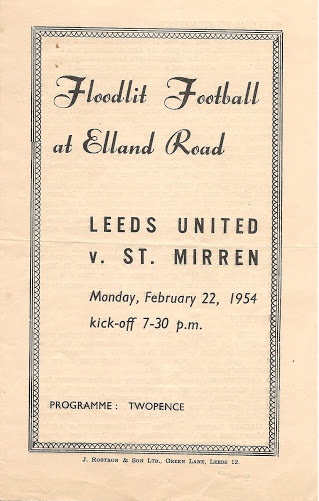 Floodlit Football
at Elland Road
LEEDS UNITED
v. ST. MIRREN
Monday, February 22, 1954
kick-off 7-30 p.m.
PROGRAMME : TWOPENCE
J. Rostron & Son Ltd., Green Lane, Leeds 12.